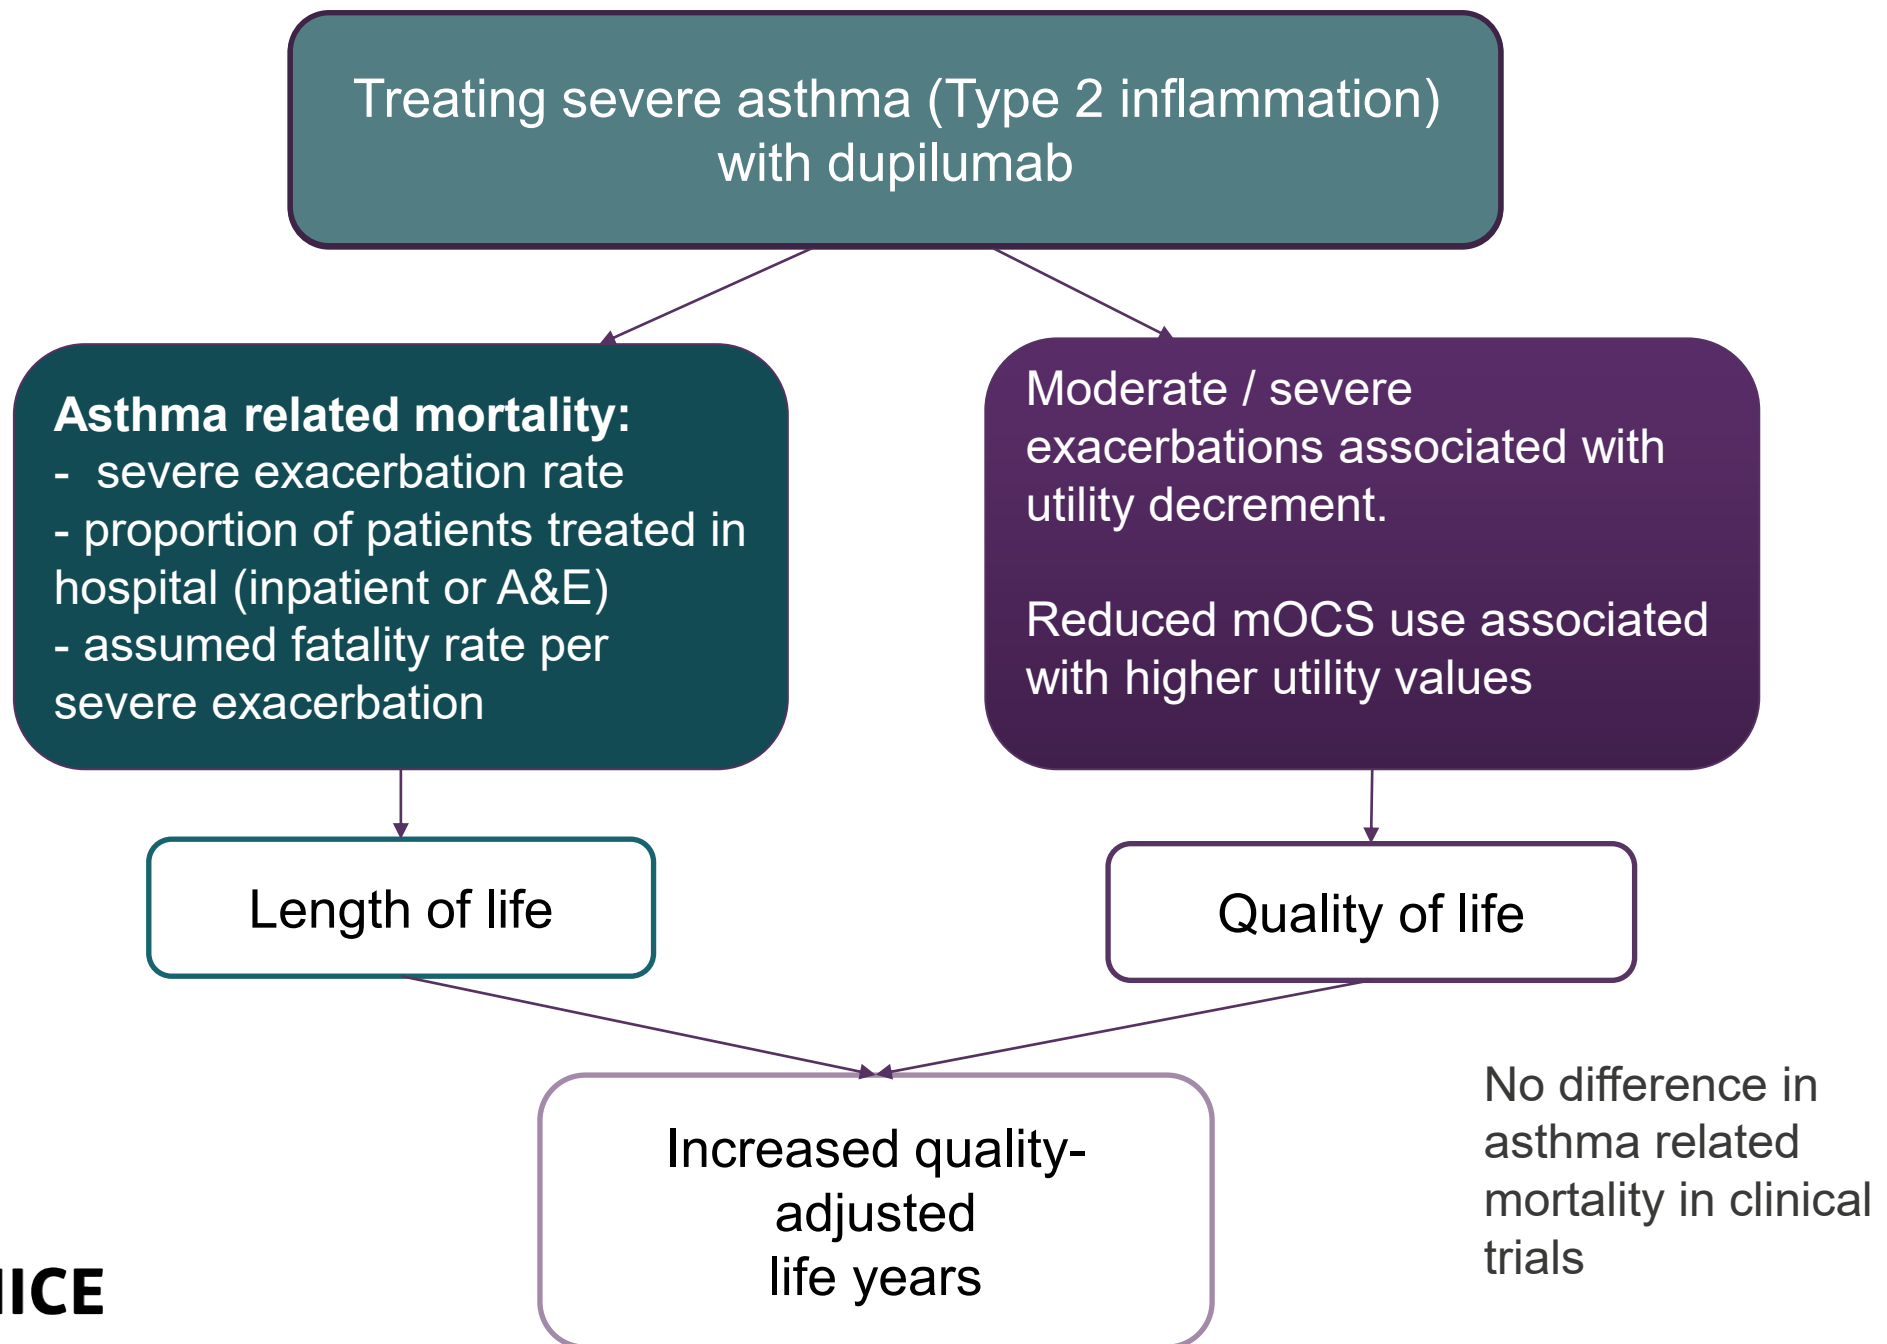 Treating severe asthma (Type 2 inflammation)
with dupilumab
Asthma related mortality:
- severe exacerbation rate
- proportion of patients treated in
hospital (inpatient or A&E)
- assumed fatality rate per
severe exacerbation
Moderate / severe
exacerbations associated with
utility decrement.
Reduced mOCS use associated
with higher utility values
Length of life
Quality of life
Increased quality-
adjusted
life years
No difference in
asthma related
mortality in clinical
trials
NICE